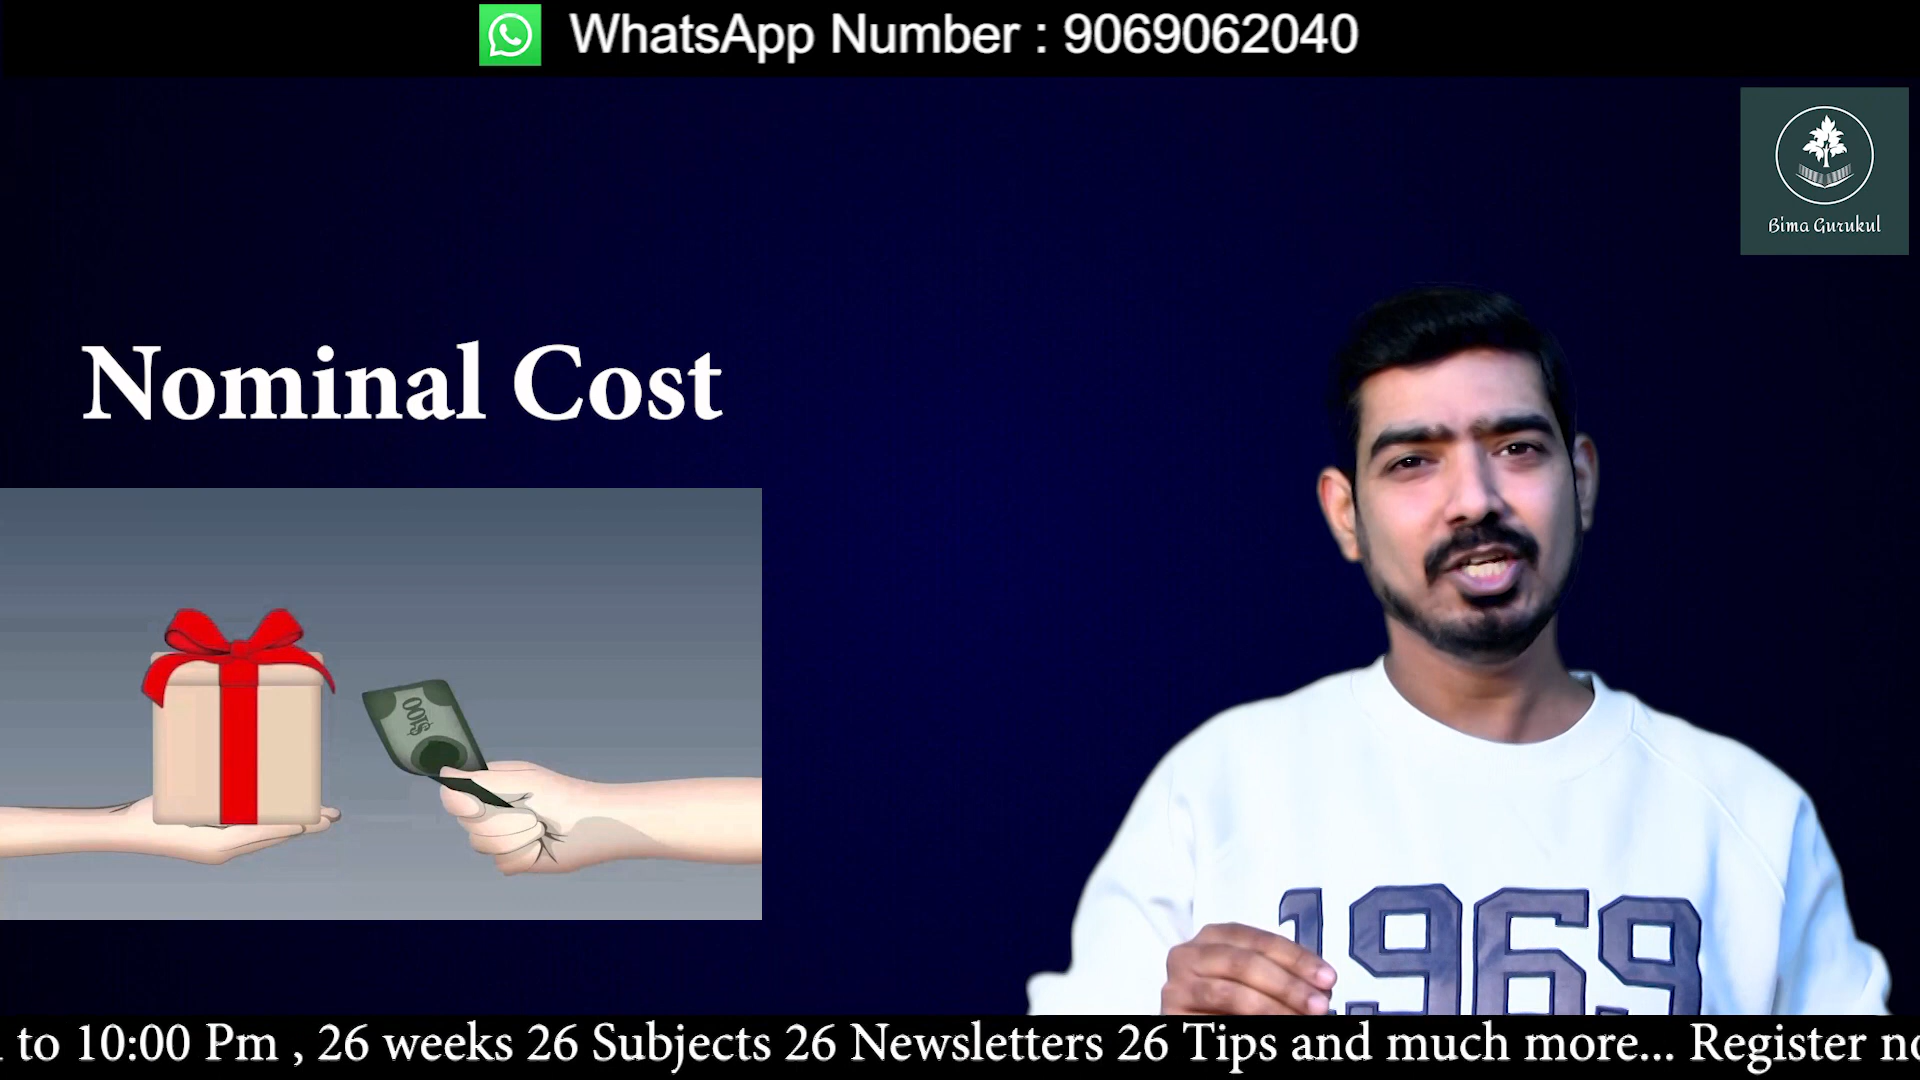 WhatsApp Number : 9069062040
Bima Gurukul
Nominal Cost
$100
1969
to 10:00 Pm , 26 weeks 26 Subjects 26 Newsletters 26 Tips and much more... Register